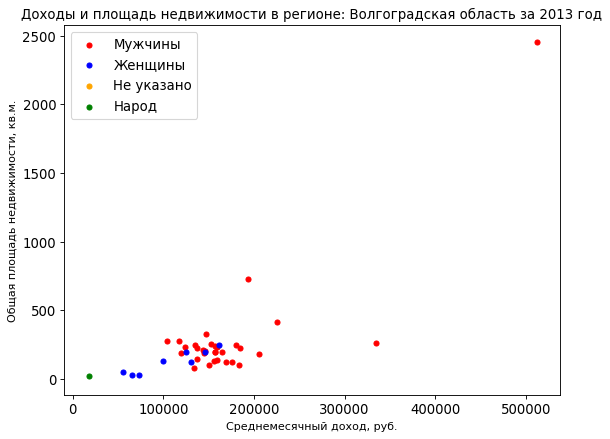 Доходы и площадь недвижимости в регионе: Волгоградская область за 2013 год
Мужчины
Женщины
Не указано
Народ
2500
2000
1500
1000
500
0
Общая площадь недвижимости, кв.м.
0 100000 200000 300000 400000 500000
Среднемесячный доход, руб.